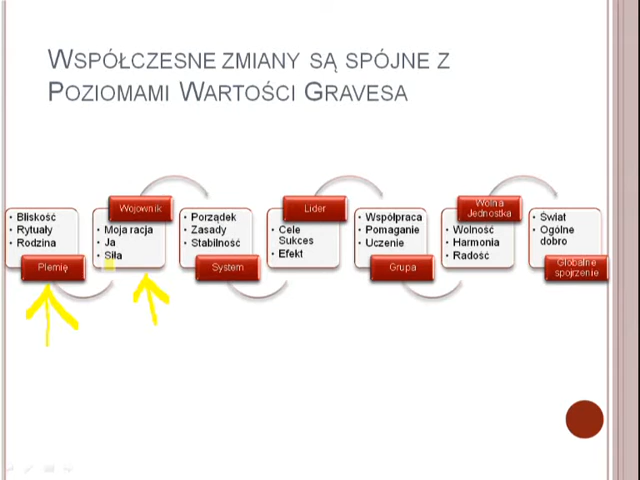 Współczesne zmiany są spójne z
Poziomami Wartości Gravesa
• Bliskość
• Rytuały
• Rodzina
Plemię
Wojownik
• Moja racja
• Ja
• Siła
• Porządek
• Zasady
• Stabilność
System
Lider
• Cele
Sukces
• Efekt
• Współpraca
• Pomaganie
• Uczenie
Grupa
Wolna
Jednostka
• Wolność
• Harmonia
• Radość
• Świat
• Ogólne
dobro
Globalne
spojrzenie